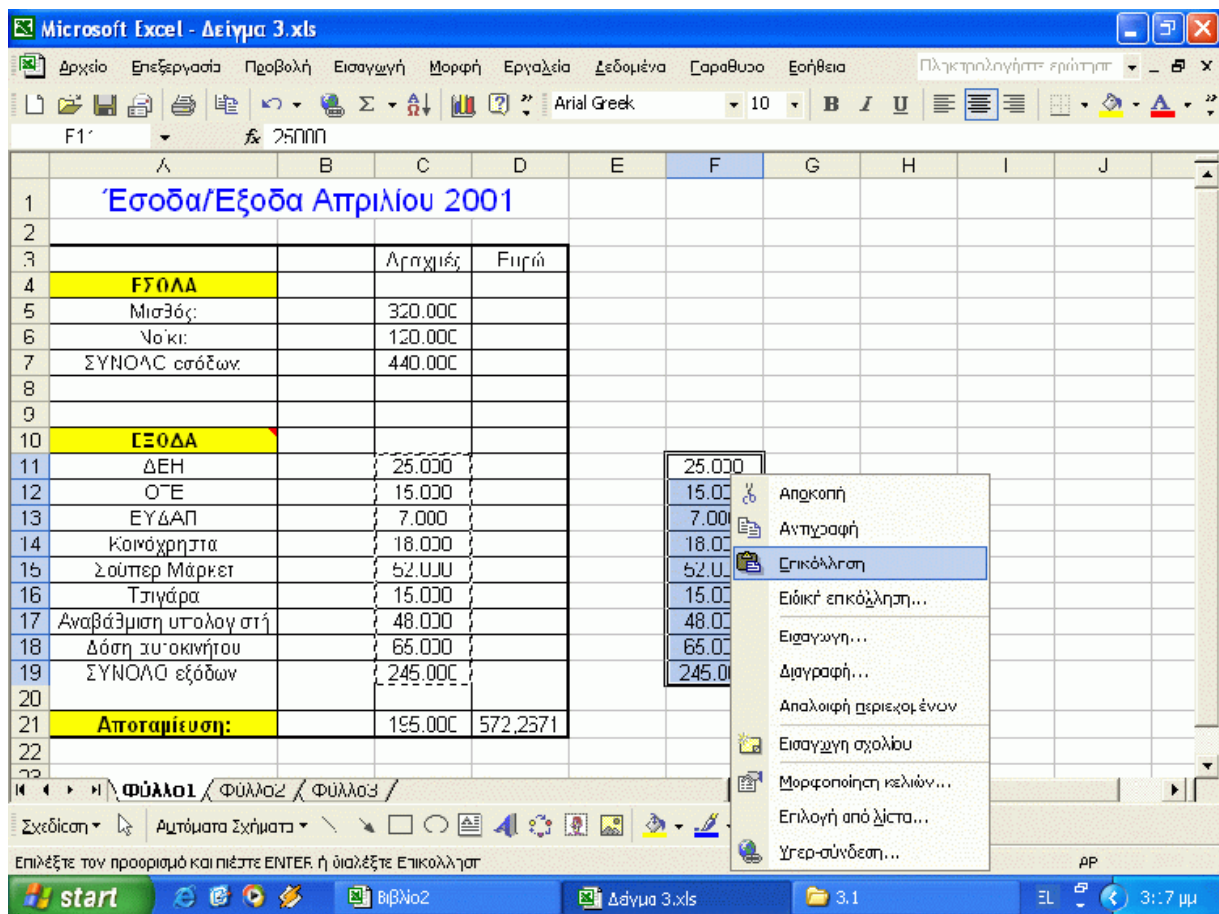 Microsoft Excel - Δείγμα 3.xls
Αρχείο Επεξεργασία Προβολή Εισαγωγή Μορφή Εργαλεία Δεδομένα Παράθυρο Βοήθεια Πληκτρολογήστε ερώτηση
Arial Greek 10 B I U
F11 fx 25000
A B C D E F G H I J
1 Έσοδα/Έξοδα Απριλίου 2001
2
3 Δραχμές Ευρώ
4 ΕΣΟΔΑ
5 Μισθός: 320.000
6 Νοίκι: 120.000
7 ΣΥΝΟΛΟ εσόδων: 440.000
8
9
10 ΕΞΟΔΑ
11 ΔΕΗ 25.000 25.000
12 ΟΤΕ 15.000
13 ΕΥΔΑΠ 7.000
14 Κοινόχρηστα 18.000
15 Σούπερ Μάρκετ 52.000
16 Τσιγάρα 15.000
17 Αναβάθμιση υπολογιστή 48.000
18 Δόση αυτοκινήτου 65.000
19 ΣΥΝΟΛΟ εξόδων 245.000
20
21 Αποταμίευση: 195.000 572,2671
22
Αποκοπή
Αντιγραφή
Επικόλληση
Ειδική επικόλληση...
Εισαγωγή...
Διαγραφή...
Απαλοιφή περιεχομένων
Εισαγωγή σχολίου
Μορφοποίηση κελιών...
Επιλογή από λίστα...
Υπερ-σύνδεση...
Φύλλο1 Φύλλο2 Φύλλο3
Σχεδίαση Αυτόματα Σχήματα
Επιλέξτε τον προορισμό και πιέστε ENTER ή διαλέξτε Επικόλληση
start Βιβλίο2 Δείγμα 3.xls 3.1 EL 3:17 μμ